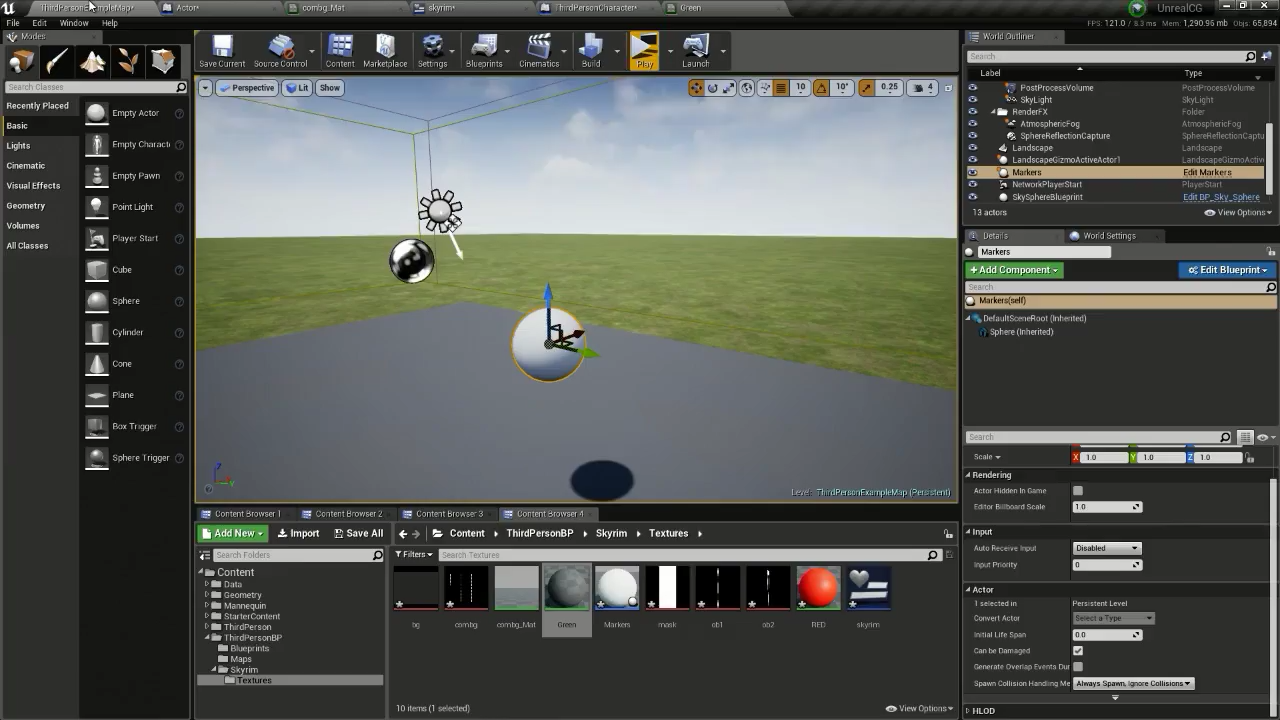 ThirdPersonExampleMap*
Actor*
combg_Mat
skyrim*
ThirdPersonCharacter*
Green
UnrealCG
File Edit Window Help
FPS: 121.0 / 8.3 ms Mem: 1,290.96 mb Objs: 65,894
Modes
Search Classes
Recently Placed
Basic
Lights
Cinematic
Visual Effects
Geometry
Volumes
All Classes
Empty Actor
Empty Charact
Empty Pawn
Point Light
Player Start
Cube
Sphere
Cylinder
Cone
Plane
Box Trigger
Sphere Trigger
Save Current
Source Control
Content
Marketplace
Settings
Blueprints
Cinematics
Build
Play
Launch
Perspective
Lit
Show
10
10°
0.25
4
Level: ThirdPersonExampleMap (Persistent)
Content Browser 1
Content Browser 2
Content Browser 3
Content Browser 4
Add New
Import
Save All
Content
ThirdPersonBP
Skyrim
Textures
Search Folders
Filters
Search Textures
Content
Data
Geometry
Mannequin
StarterContent
ThirdPerson
ThirdPersonBP
Blueprints
Maps
Skyrim
Textures
bg
combg
combg_Mat
Green
Markers
mask
ob1
ob2
RED
skyrim
10 items (1 selected)
View Options
World Outliner
Search
Label Type
PostProcessVolume PostProcessVolume
SkyLight SkyLight
RenderFX Folder
AtmosphericFog AtmosphericFog
SphereReflectionCapture SphereReflectionCaptu
Landscape Landscape
LandscapeGizmoActiveActor1 LandscapeGizmoActiv
Markers Edit Markers
NetworkPlayerStart PlayerStart
SkySphereBlueprint Edit BP_Sky_Sphere
13 actors
View Options
Details
World Settings
Markers
Add Component
Edit Blueprint
Search
Markers(self)
DefaultSceneRoot (Inherited)
Sphere (Inherited)
Search
Scale X 1.0 Y 1.0 Z 1.0
Rendering
Actor Hidden In Game
Editor Billboard Scale 1.0
Input
Auto Receive Input Disabled
Input Priority 0
Actor
1 selected in Persistent Level
Convert Actor Select a Type
Initial Life Span 0.0
Can be Damaged
Generate Overlap Events Dur
Spawn Collision Handling Me Always Spawn, Ignore Collisions
HLOD